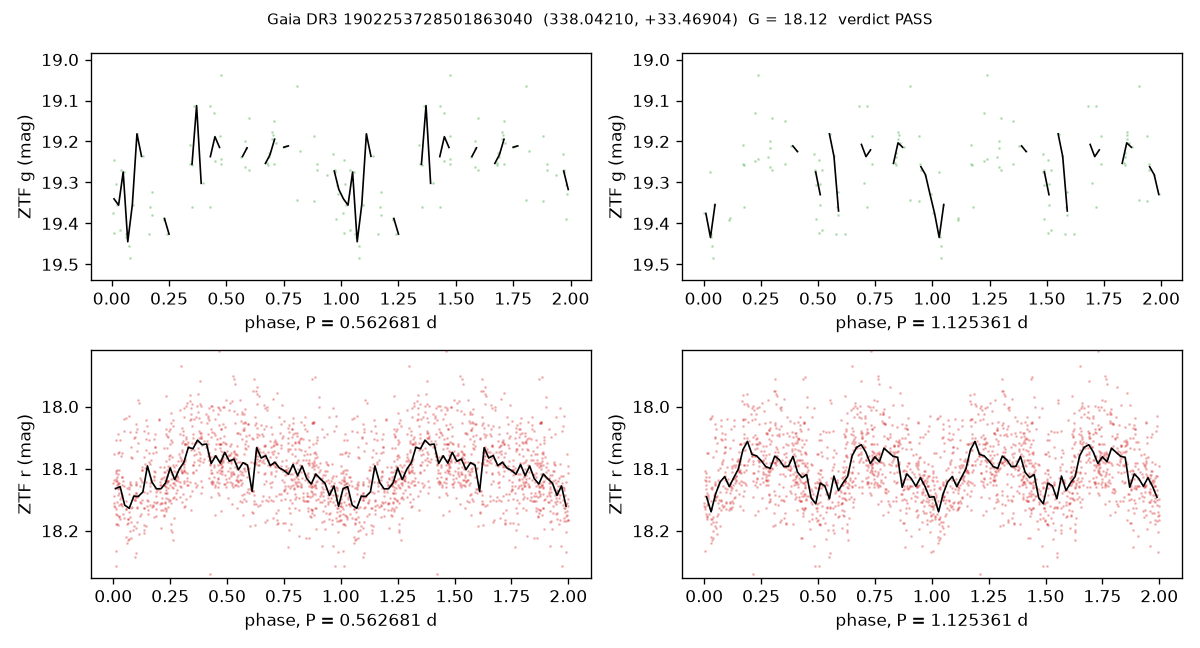 Gaia DR3 1902253728501863040  (338.04210, +33.46904)  G = 18.12  verdict PASS
ZTF g (mag)
19.0
19.1
19.2
19.3
19.4
19.5
0.00 0.25 0.50 0.75 1.00 1.25 1.50 1.75 2.00
phase, P = 0.562681 d
ZTF g (mag)
19.0
19.1
19.2
19.3
19.4
19.5
0.00 0.25 0.50 0.75 1.00 1.25 1.50 1.75 2.00
phase, P = 1.125361 d
ZTF r (mag)
18.0
18.1
18.2
0.00 0.25 0.50 0.75 1.00 1.25 1.50 1.75 2.00
phase, P = 0.562681 d
ZTF r (mag)
18.0
18.1
18.2
0.00 0.25 0.50 0.75 1.00 1.25 1.50 1.75 2.00
phase, P = 1.125361 d